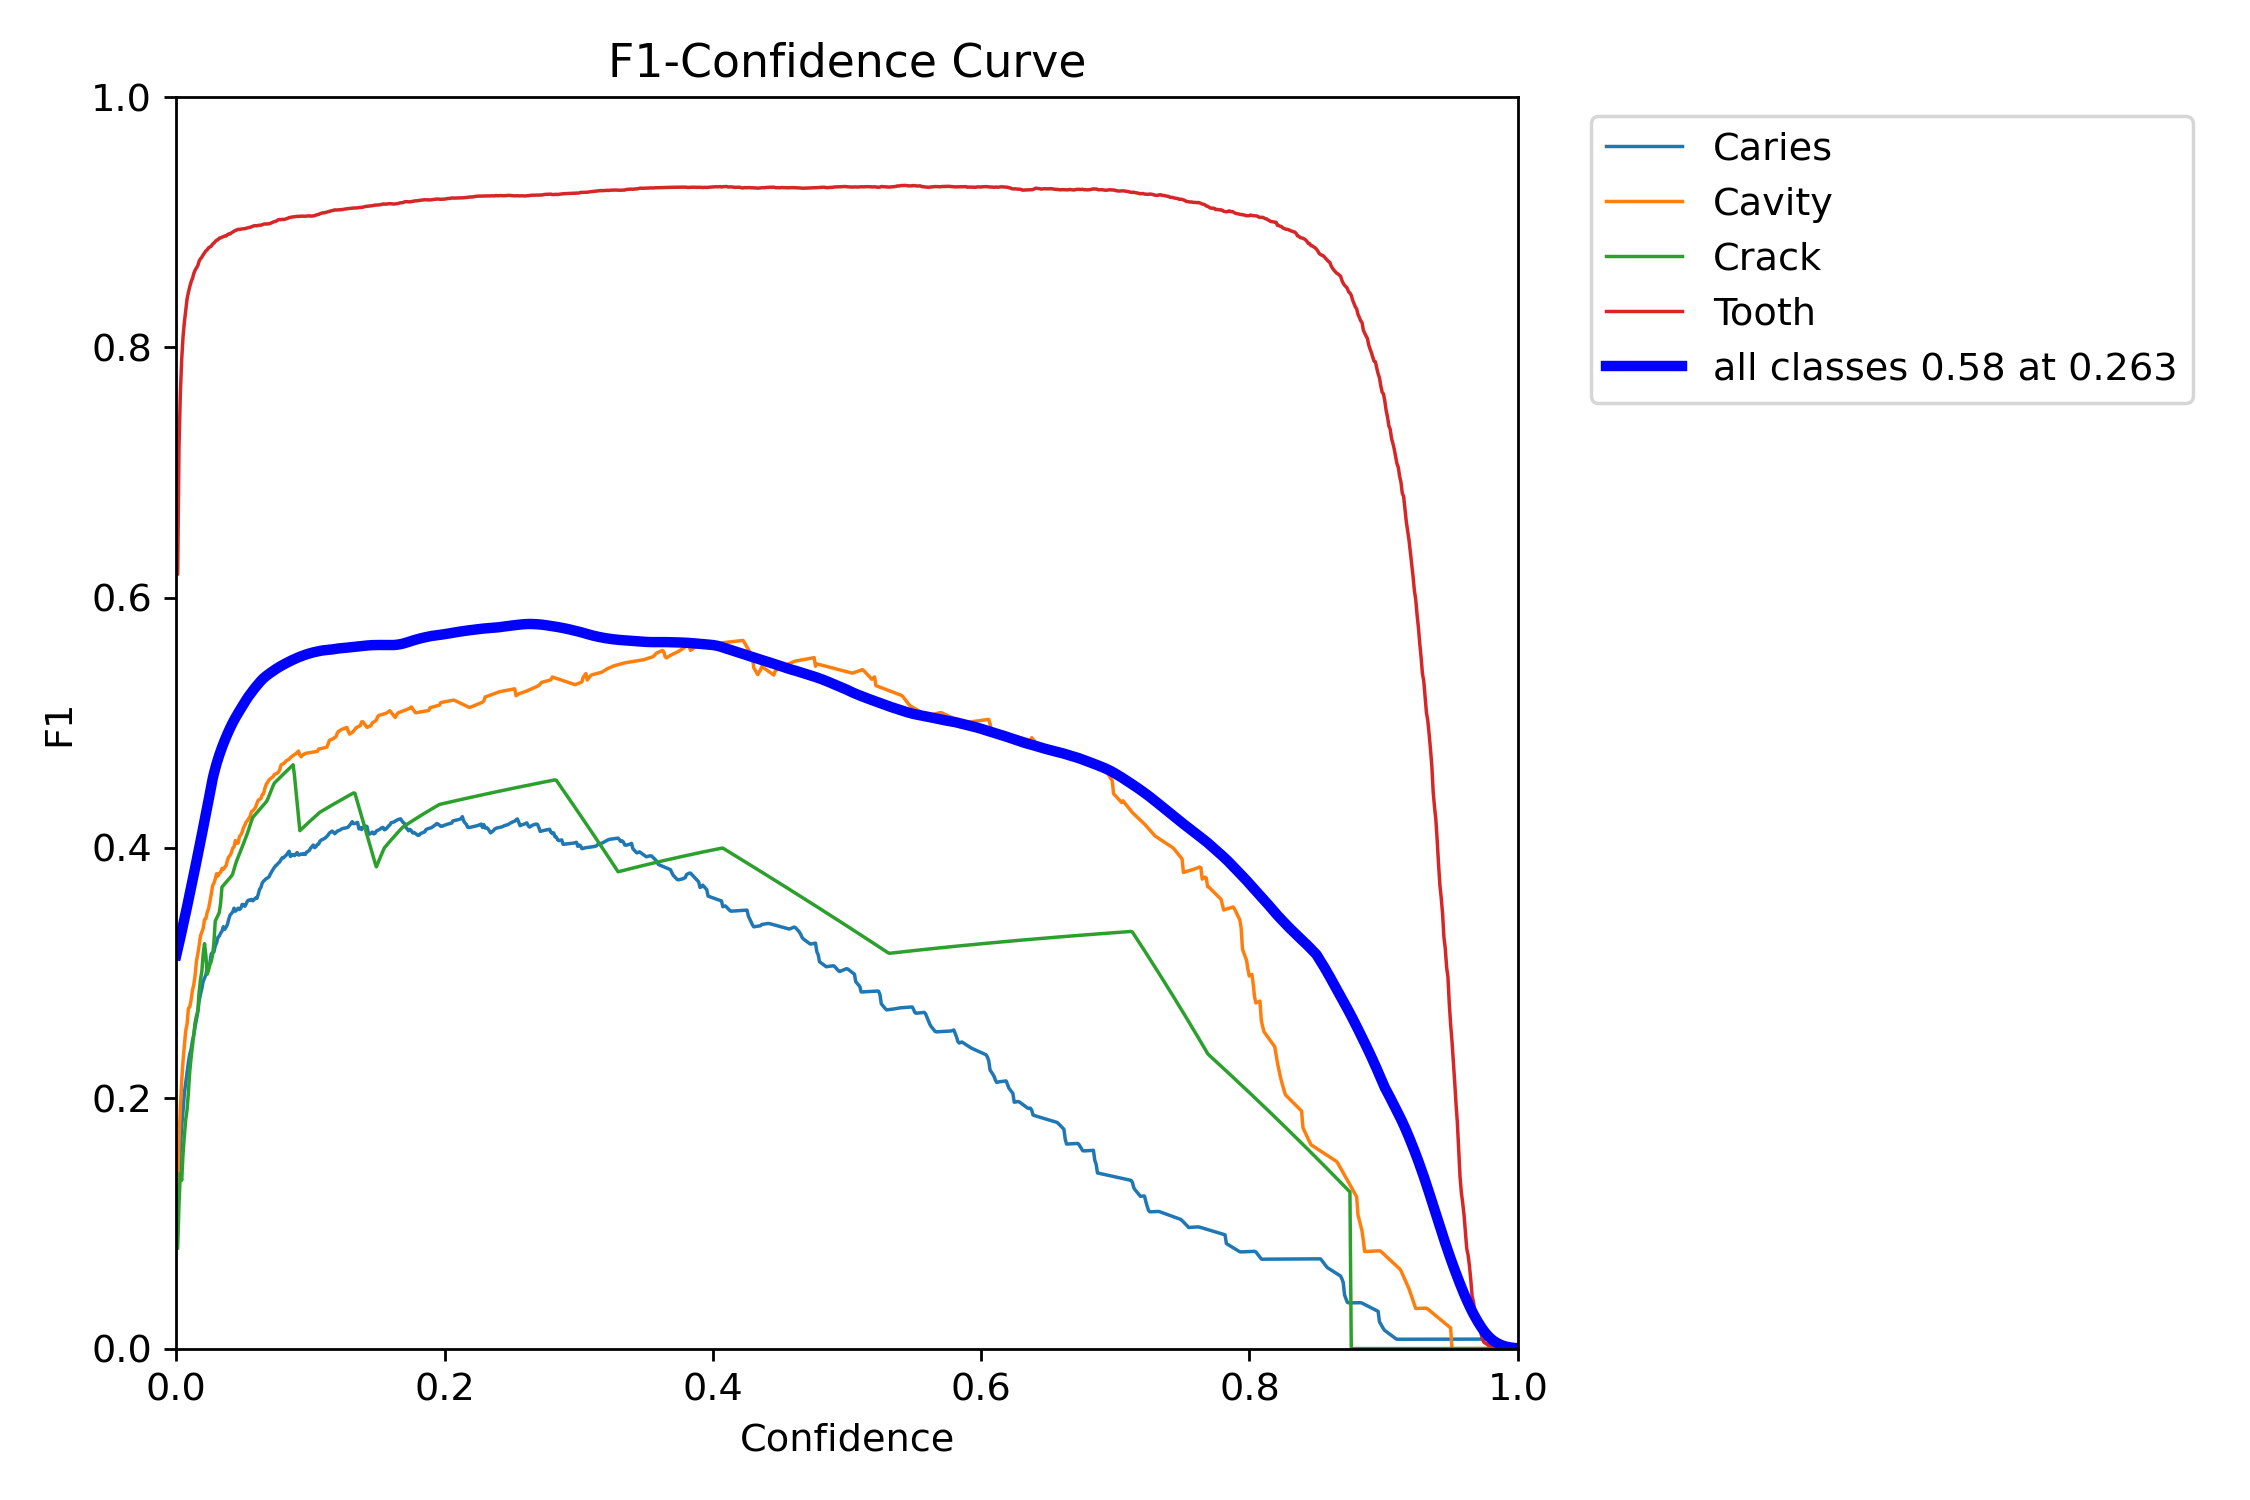 F1-Confidence Curve
1.0
0.8
0.6
0.4
0.2
0.0
F1
0.0 0.2 0.4 0.6 0.8 1.0
Confidence
Caries
Cavity
Crack
Tooth
all classes 0.58 at 0.263